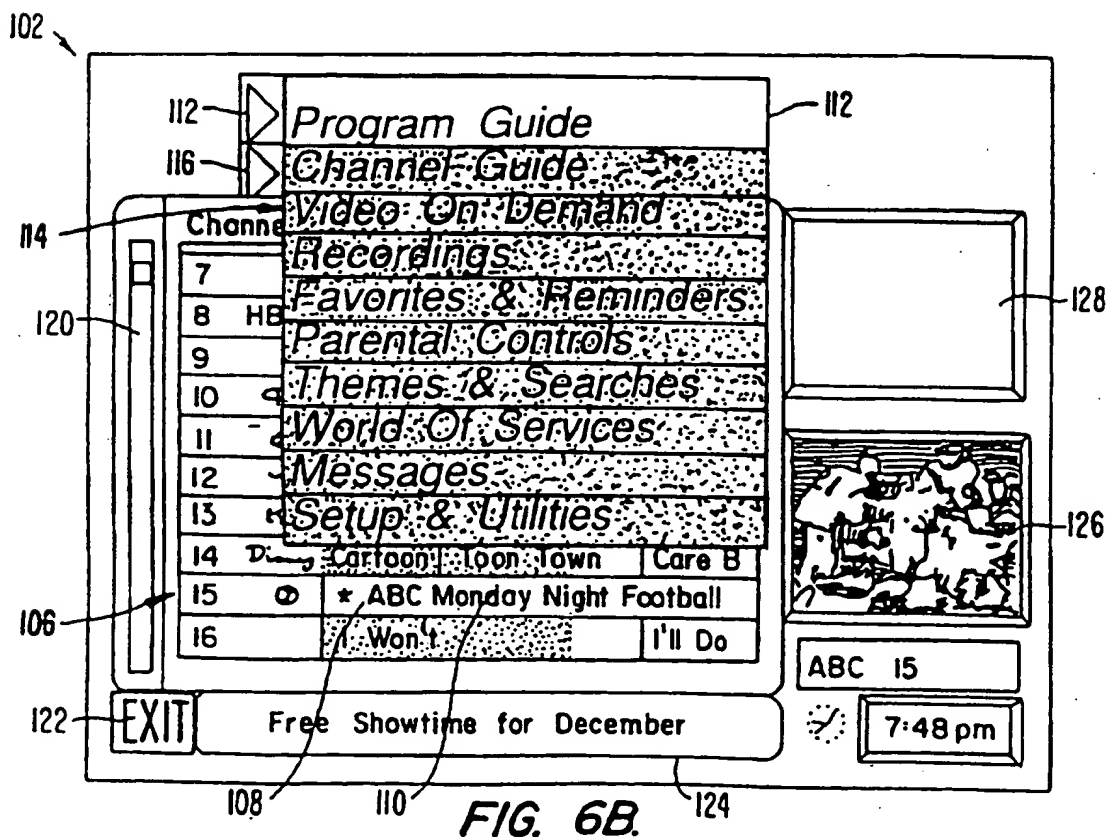 102
112
Program Guide
112
116
Channel Guide
114
Video On Demand
Channe
Recordings
7
120
Favorites & Reminders
128
8 HB
Parental Controls
9
Themes & Searches
10
World Of Services
11
Messages
12
Setup & Utilities
13
126
14 Disney Cartoon Toon Town Care B
106
15 * ABC Monday Night Football
16 I Won't I'll Do
ABC 15
122
EXIT
Free Showtime for December
7:48 pm
108
110
124
FIG. 6B.